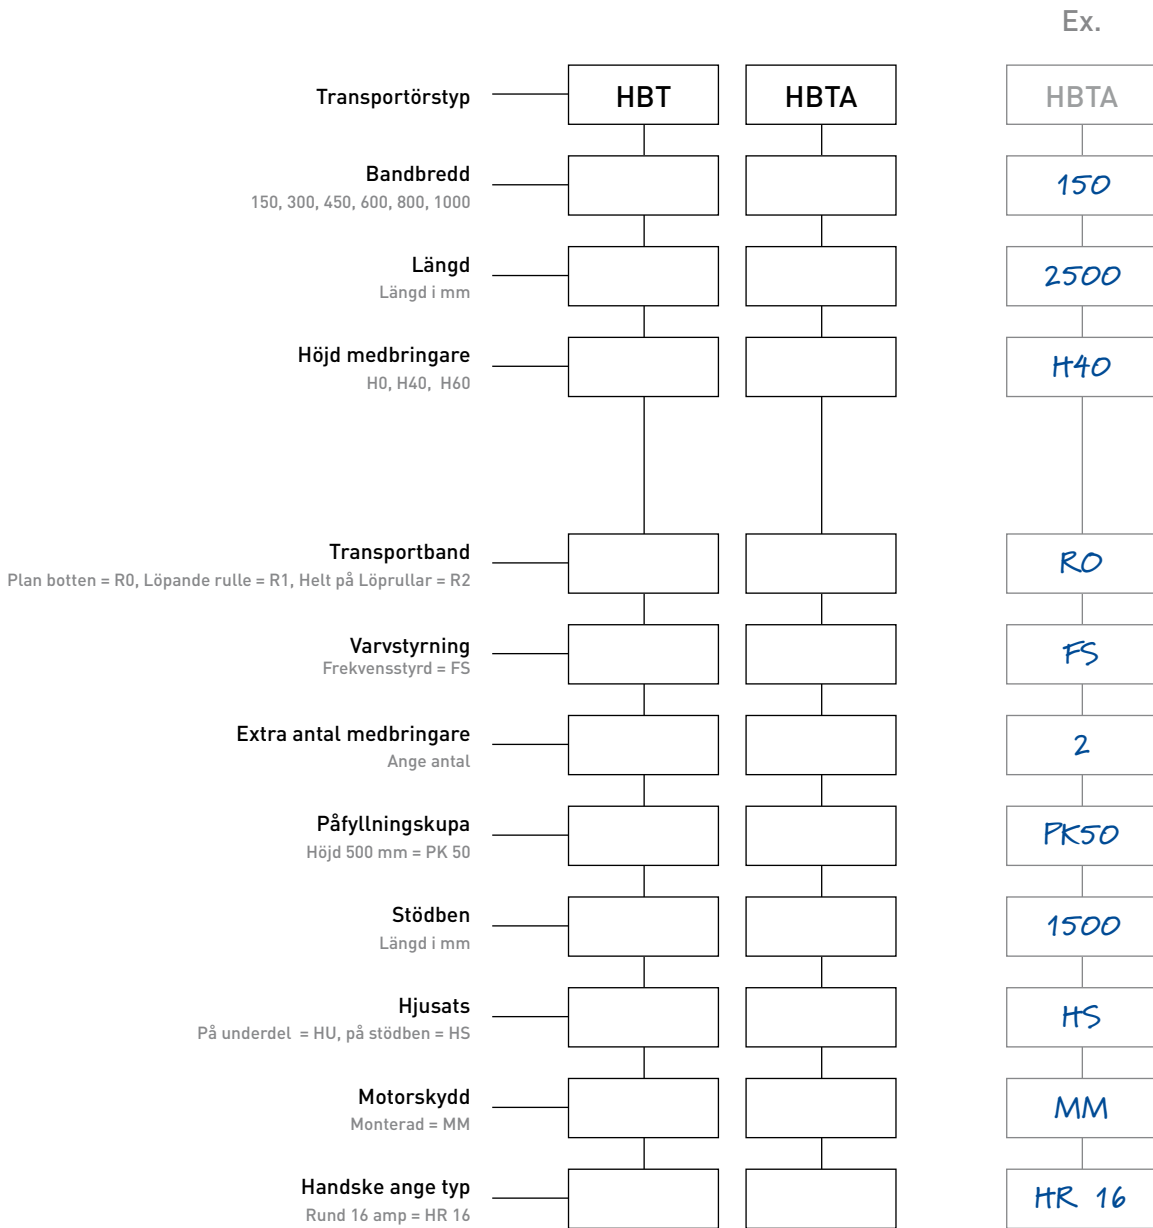 Ex.
Transportörstyp HBT HBTA HBTA
Bandbredd
150, 300, 450, 600, 800, 1000
150
Längd
Längd i mm
2500
Höjd medbringare
H0, H40, H60
H40
Transportband
Plan botten = R0, Löpande rulle = R1, Helt på Löprullar = R2
R0
Varvstyrning
Frekvensstyrd = FS
FS
Extra antal medbringare
Ange antal
2
Påfyllningskupa
Höjd 500 mm = PK 50
PK50
Stödben
Längd i mm
1500
Hjusats
På underdel = HU, på stödben = HS
HS
Motorskydd
Monterad = MM
MM
Handske ange typ
Rund 16 amp = HR 16
HR 16